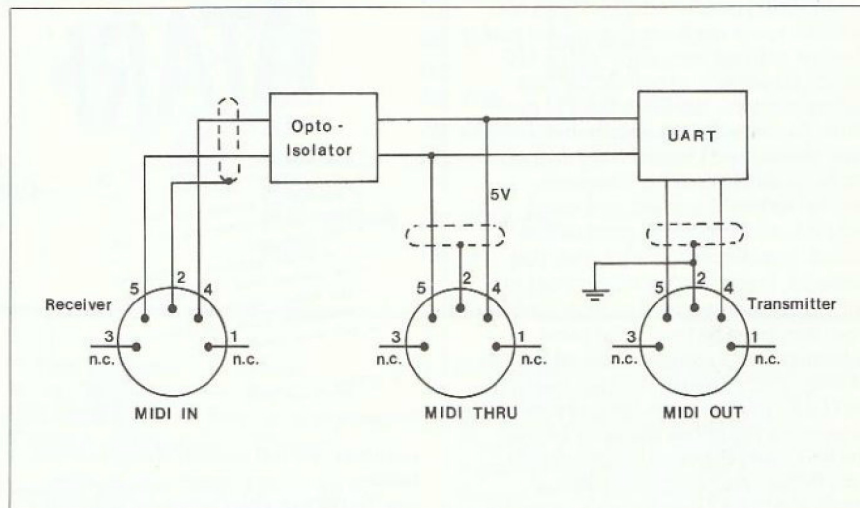 Opto -
Isolator
UART
5V
Receiver
5
2
4
3
n.c.
1
n.c.
MIDI IN
5
2
4
3
n.c.
1
n.c.
MIDI THRU
5
2
4
Transmitter
3
n.c.
1
n.c.
MIDI OUT